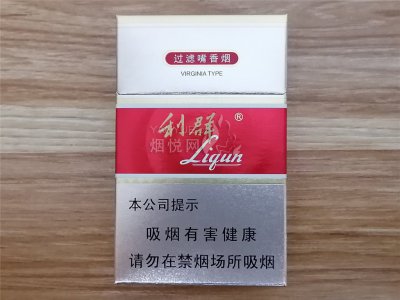 过滤嘴香烟
VIRGINIA TYPE
利群®
烟悦网
Liqun
本公司提示
吸烟有害健康
请勿在禁烟场所吸烟